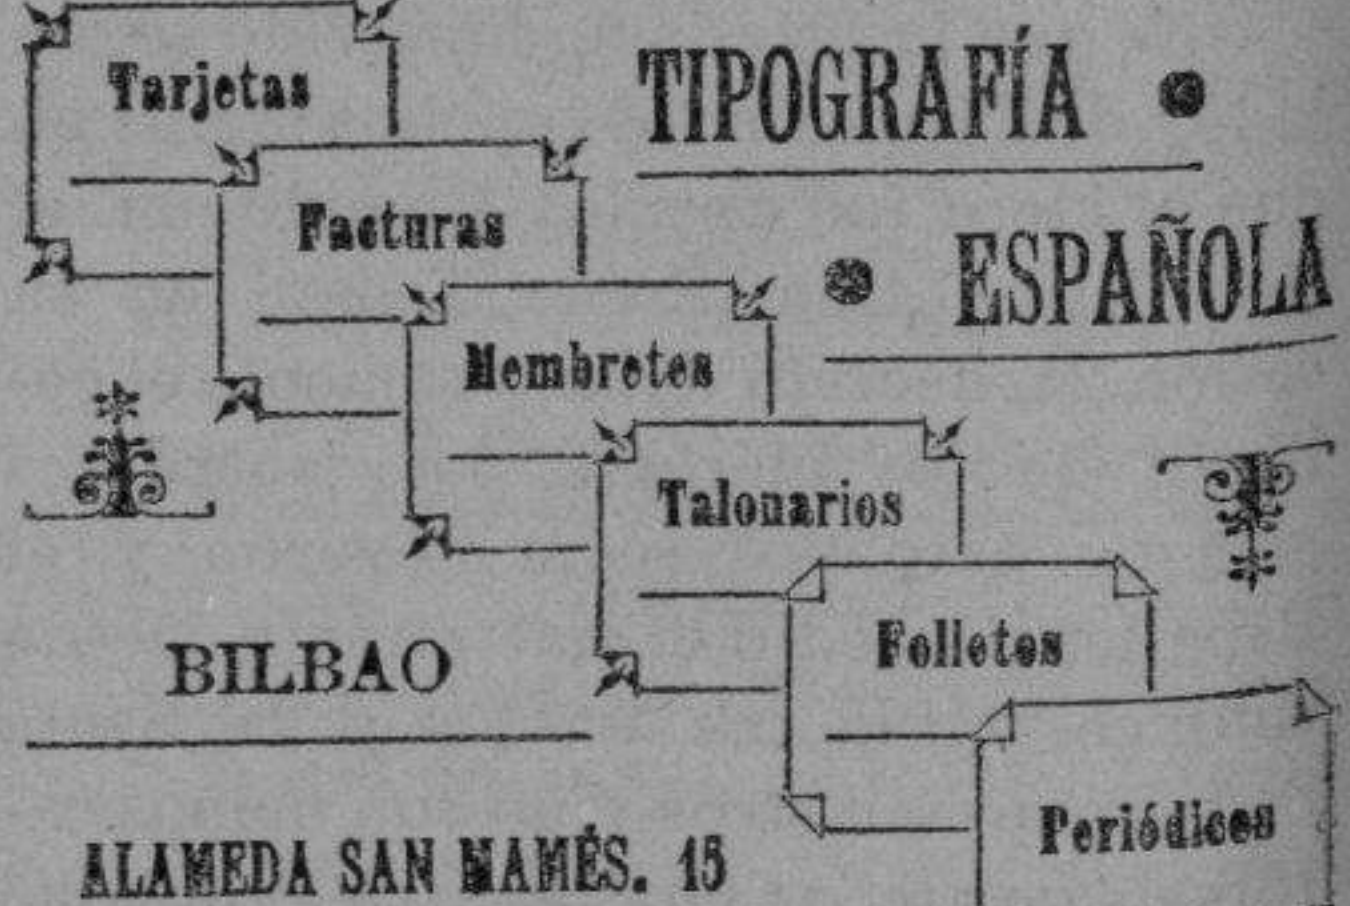 Tarjetas
TIPOGRAFÍA
Facturas
ESPAÑOLA
Membretes
Talonarios
Folletos
BILBAO
Periódicos
ALAMEDA SAN MAMÉS. 15